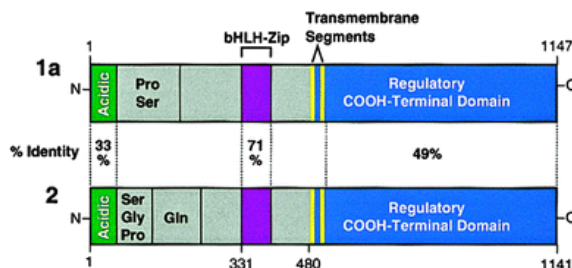 Transmembrane
Segments
bHLH-Zip
1
1147
1a
N-
Acidic
Pro
Ser
Regulatory
COOH-Terminal Domain
-C
% Identity
33
%
71
%
49%
2
N-
Acidic
Ser
Gly
Pro
Gln
Regulatory
COOH-Terminal Domain
-C
1
331
480
1141